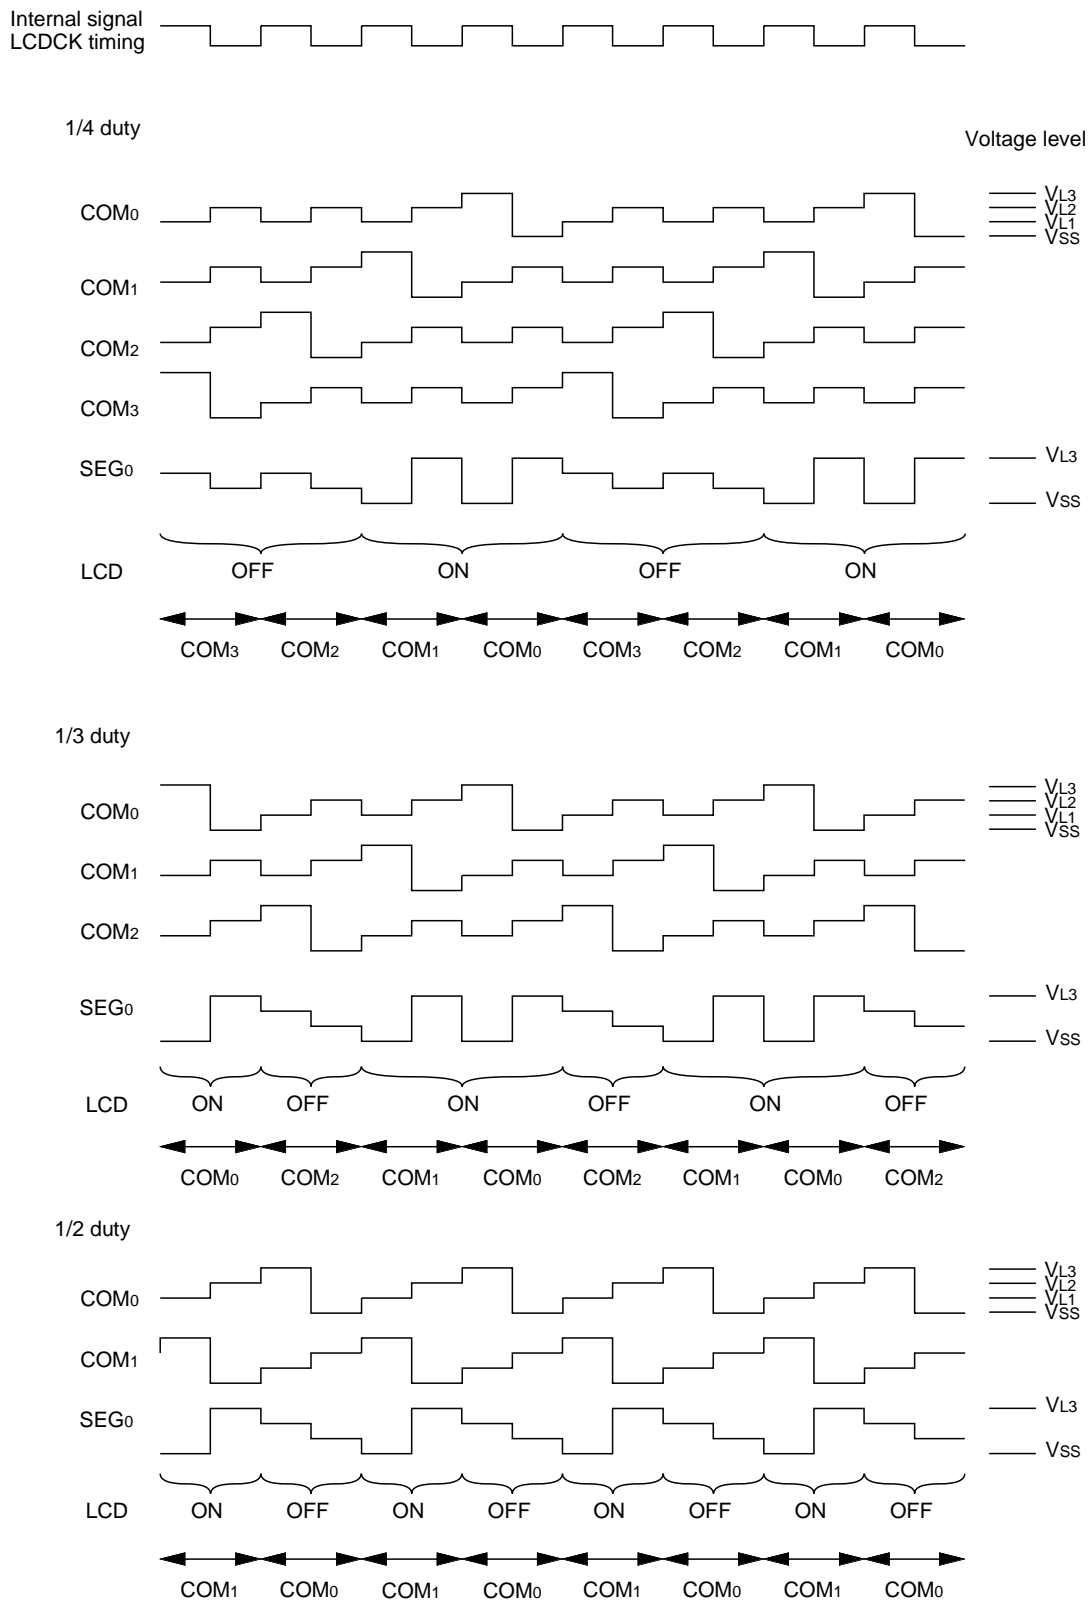 Internal signal
LCDCK timing
1/4 duty
Voltage level
COM0
VL3
VL2
VL1
VSS
COM1
COM2
COM3
SEG0
VL3
VSS
LCD
OFF ON OFF ON
COM3 COM2 COM1 COM0 COM3 COM2 COM1 COM0
1/3 duty
COM0
VL3
VL2
VL1
VSS
COM1
COM2
SEG0
VL3
VSS
LCD
ON OFF ON OFF ON OFF
COM0 COM2 COM1 COM0 COM2 COM1 COM0 COM2
1/2 duty
COM0
VL3
VL2
VL1
VSS
COM1
SEG0
VL3
VSS
LCD
ON OFF ON OFF ON OFF ON OFF
COM1 COM0 COM1 COM0 COM1 COM0 COM1 COM0